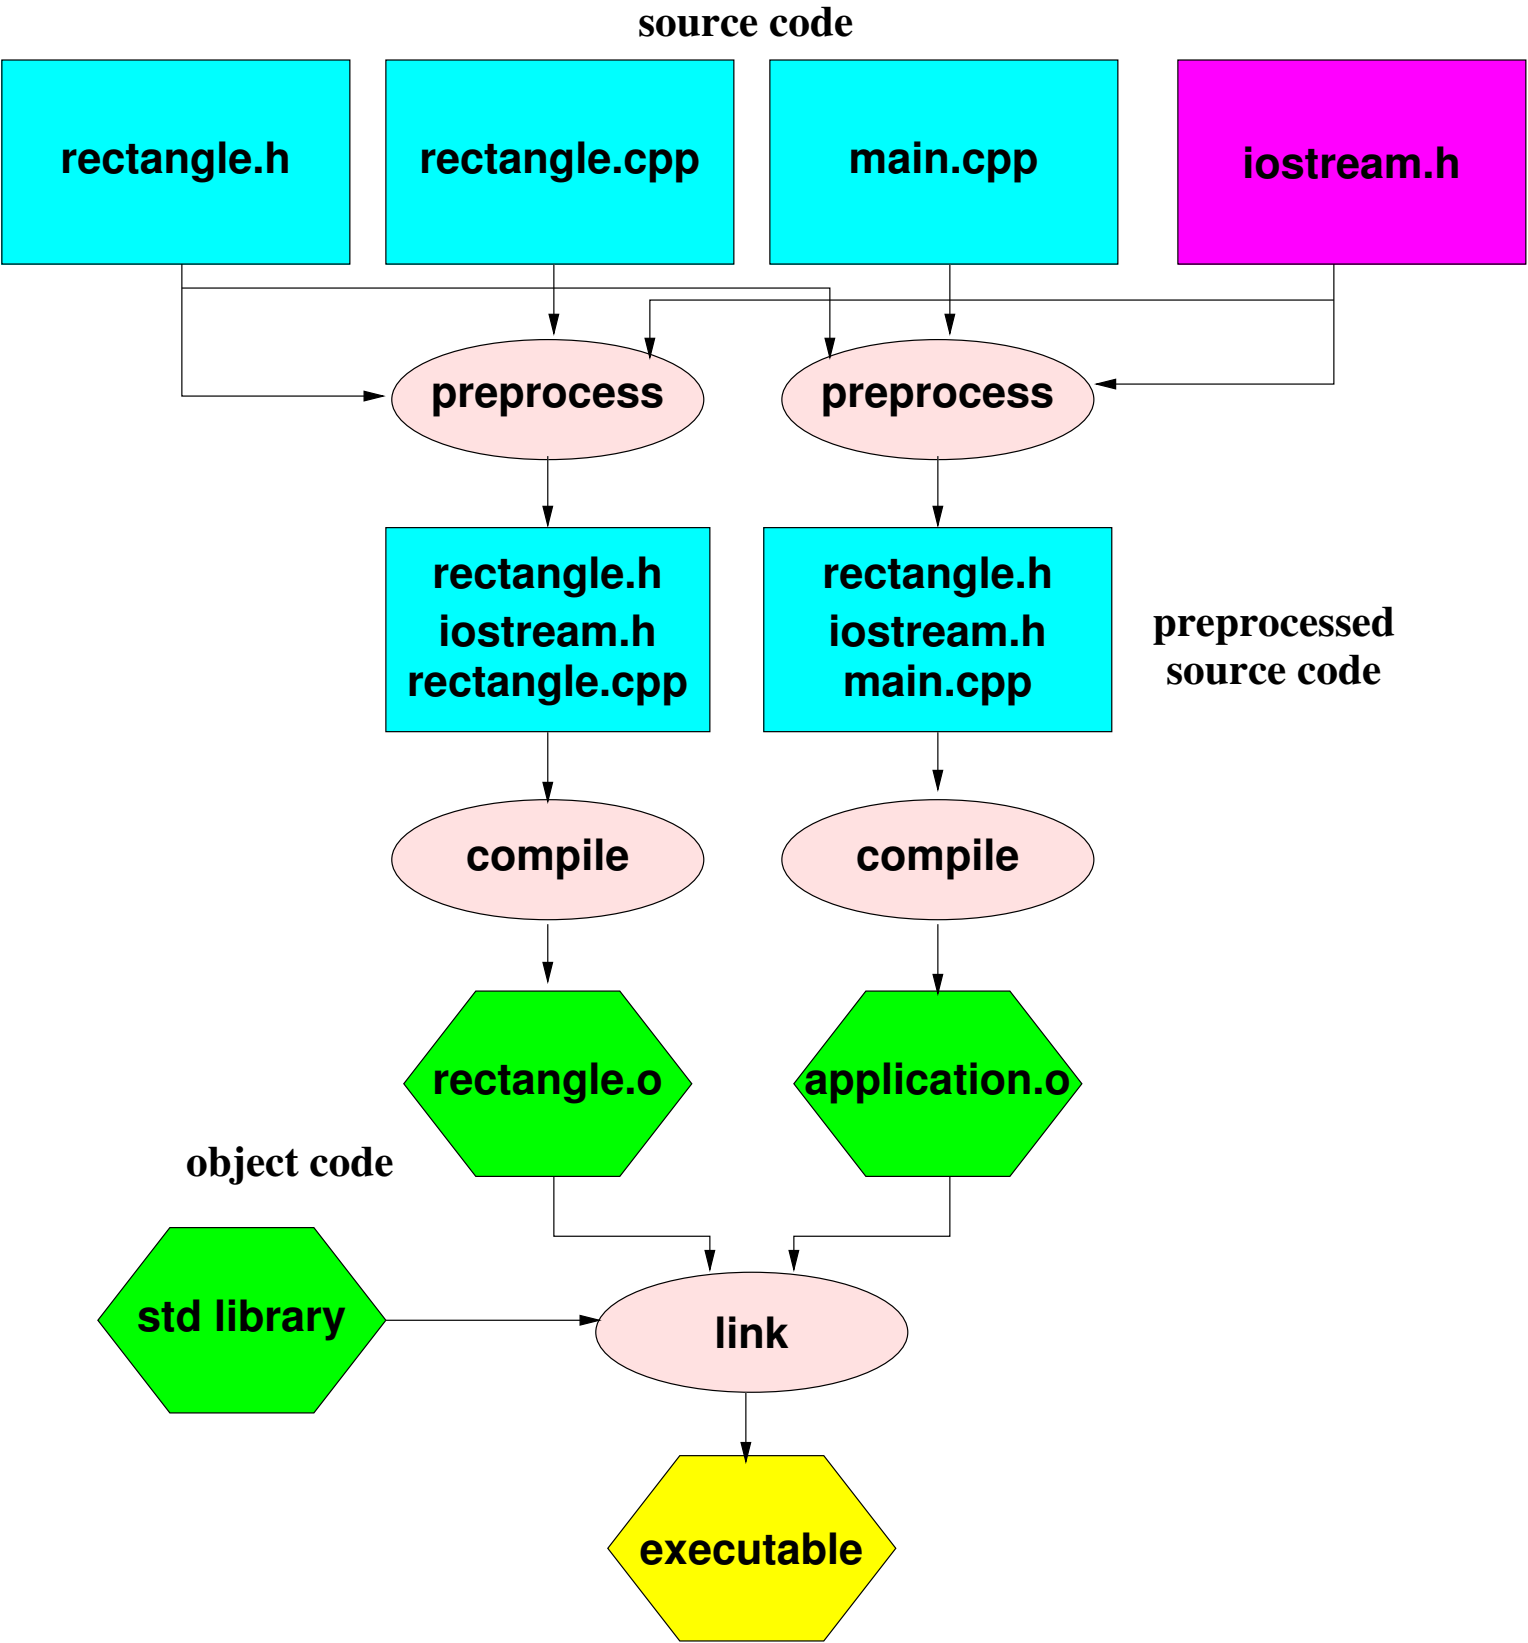 source code
rectangle.h
rectangle.cpp
main.cpp
iostream.h
preprocess
preprocess
rectangle.h
iostream.h
rectangle.cpp
rectangle.h
iostream.h
main.cpp
preprocessed
source code
compile
compile
rectangle.o
application.o
object code
std library
link
executable